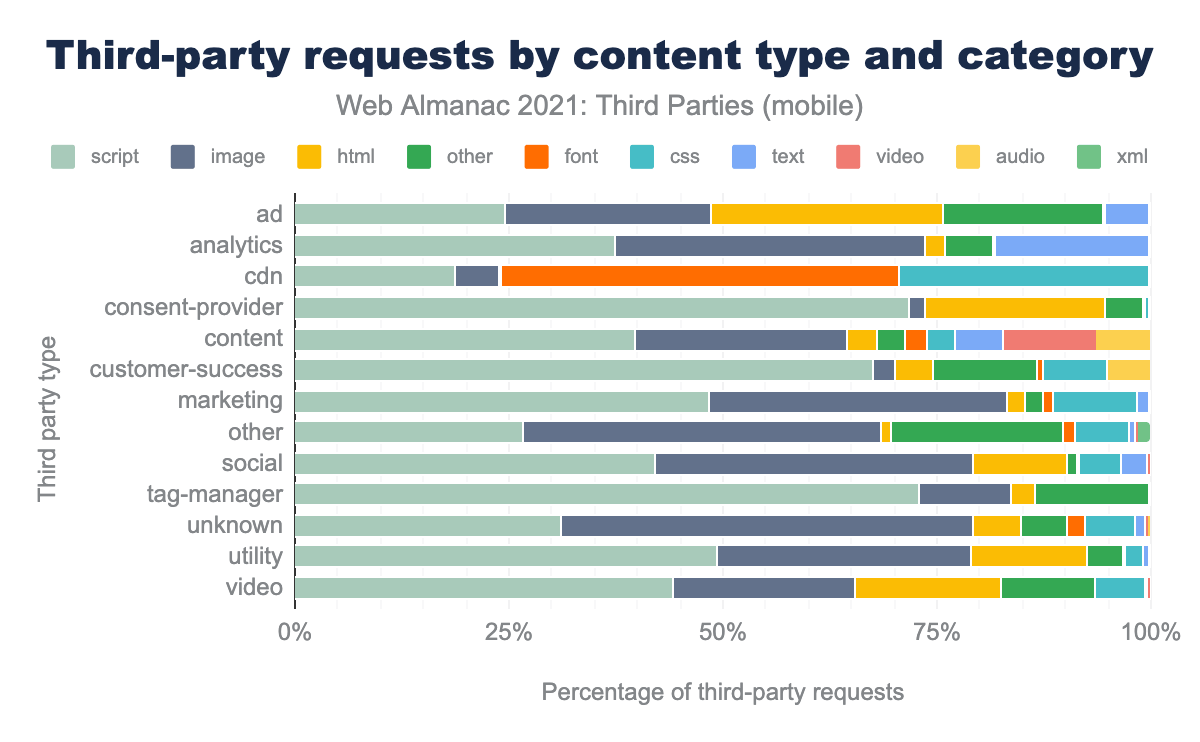 Third-party requests by content type and category
Web Almanac 2021: Third Parties (mobile)
script image html other font css text video audio xml
Third party type
ad
analytics
cdn
consent-provider
content
customer-success
marketing
other
social
tag-manager
unknown
utility
video
0% 25% 50% 75% 100%
Percentage of third-party requests